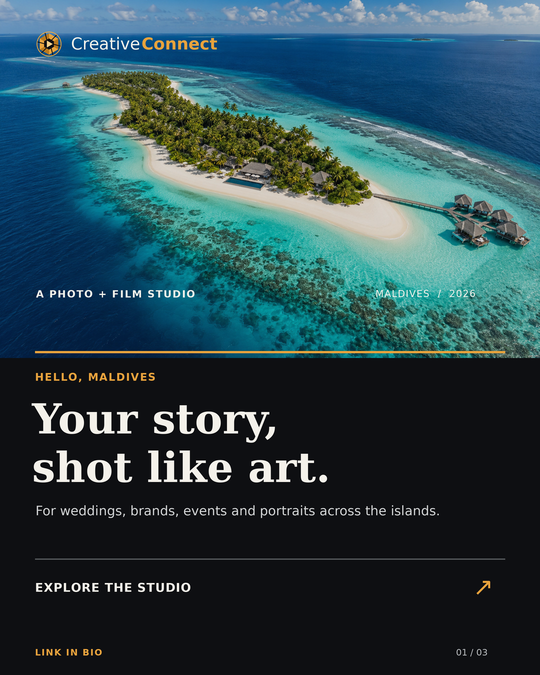 CreativeConnect
A PHOTO + FILM STUDIO
MALDIVES / 2026
HELLO, MALDIVES
Your story,
shot like art.
For weddings, brands, events and portraits across the islands.
EXPLORE THE STUDIO ↗
LINK IN BIO
01 / 03